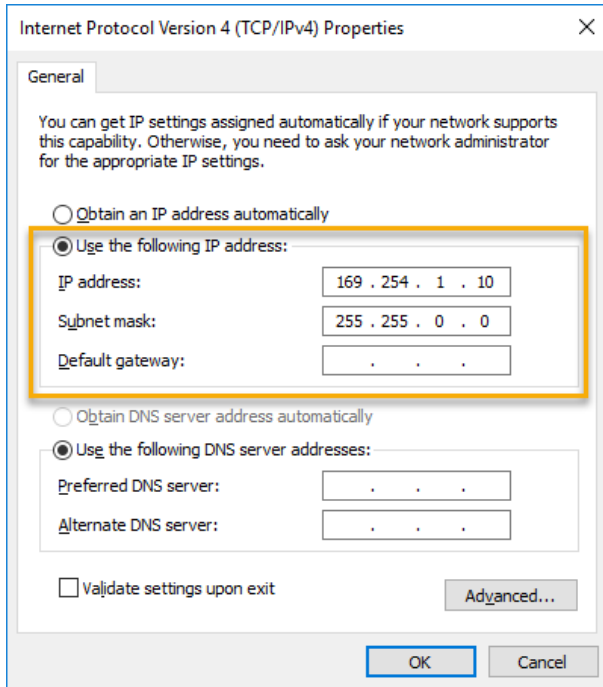 Internet Protocol Version 4 (TCP/IPv4) Properties
General
You can get IP settings assigned automatically if your network supports
this capability. Otherwise, you need to ask your network administrator
for the appropriate IP settings.
Obtain an IP address automatically
Use the following IP address:
IP address: 169 . 254 . 1 . 10
Subnet mask: 255 . 255 . 0 . 0
Default gateway: . . .
Obtain DNS server address automatically
Use the following DNS server addresses:
Preferred DNS server: . . .
Alternate DNS server: . . .
Validate settings upon exit
Advanced...
OK Cancel